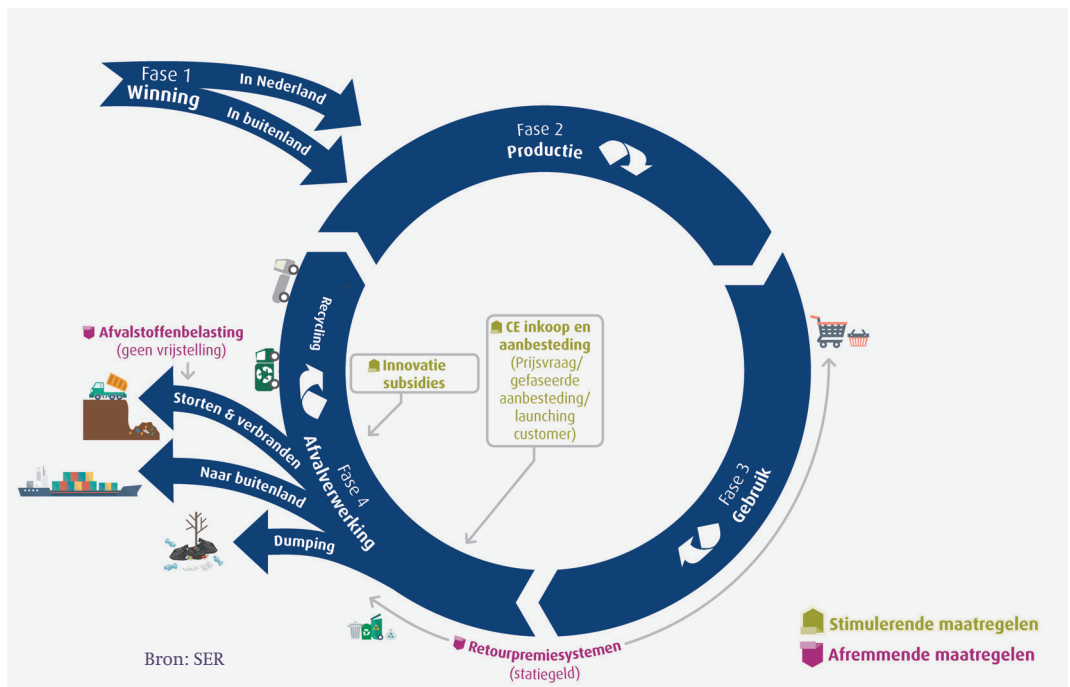 Fase 1
Winning
In Nederland
In buitenland
Fase 2
Productie
Recycling
Afvalstoffenbelasting
(geen vrijstelling)
Innovatie
subsidies
CE inkoop en
aanbesteding
(Prijsvraag/
gefaseerde
aanbesteding/
launching
customer)
Storten & verbranden
Naar buitenland
Dumping
Fase 4
Afvalverwerking
Fase 3
Gebruik
Retourpremiesystemen
(statiegeld)
Stimulerende maatregelen
Afremmende maatregelen
Bron: SER